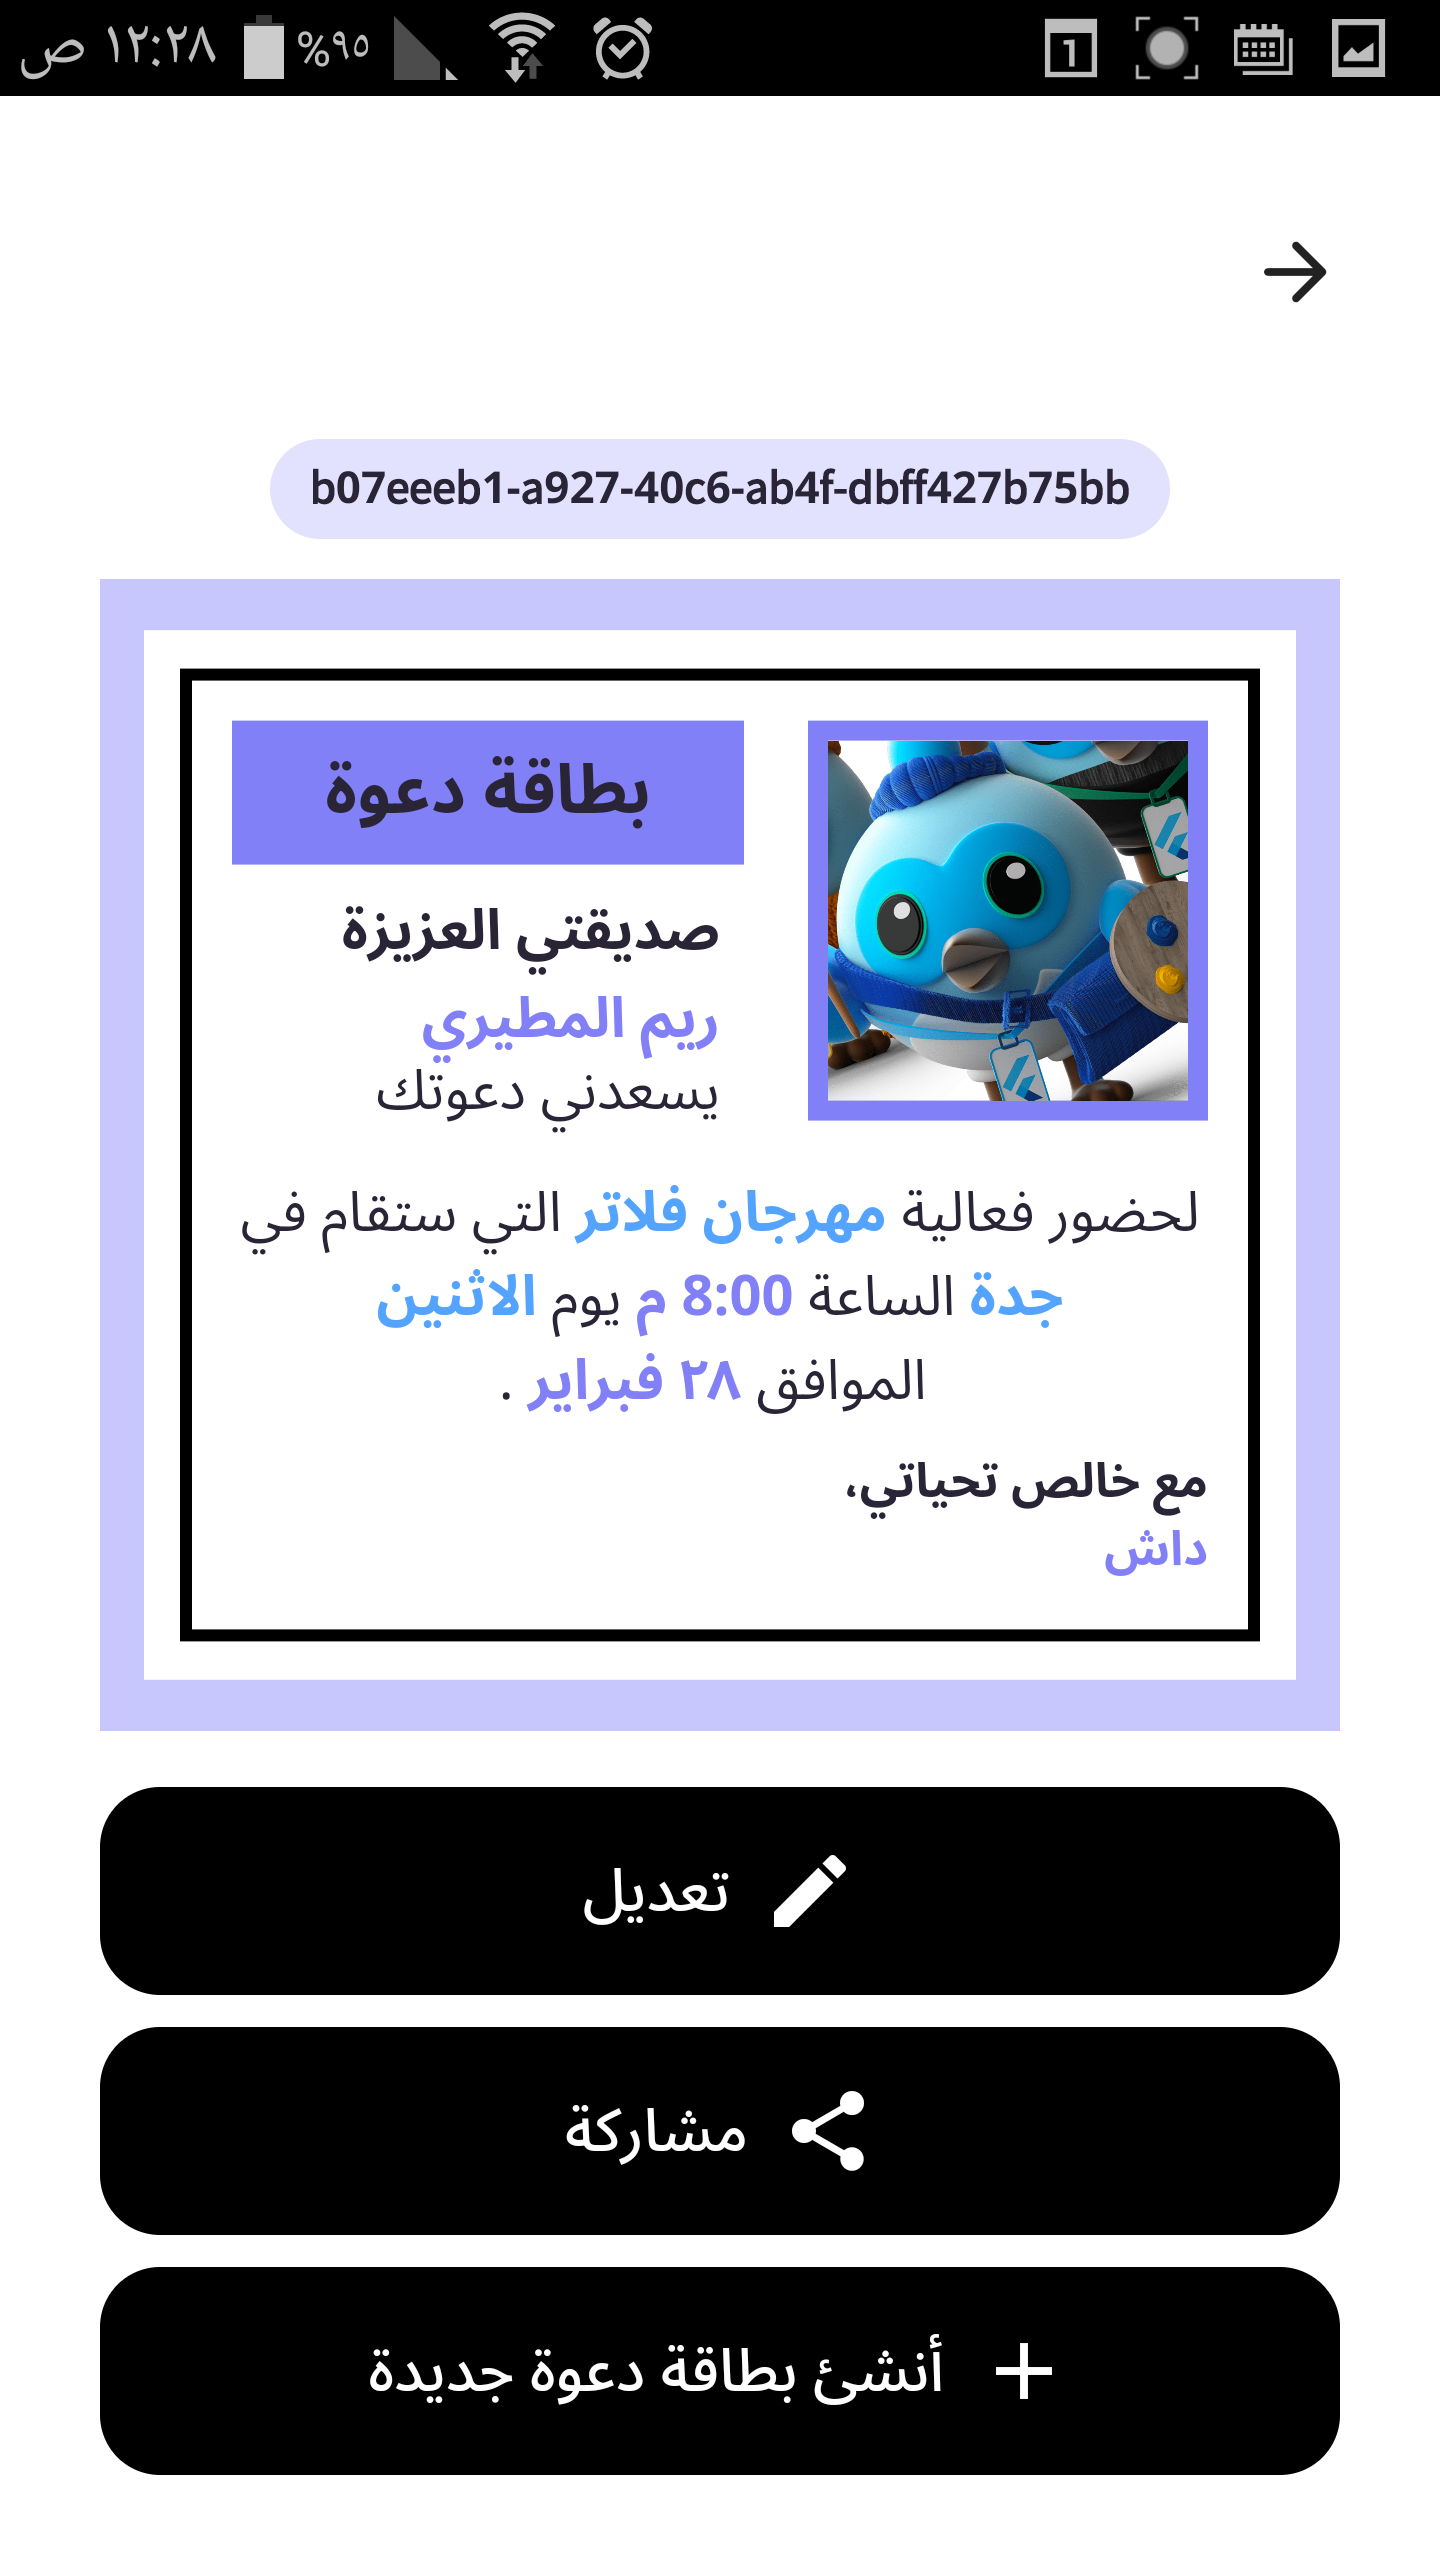 ١٢:٢٨ ص
%٩٥
1
b07eeeb1-a927-40c6-ab4f-dbff427b75bb
بطاقة دعوة
صديقتي العزيزة
ريم المطيري
يسعدني دعوتك
لحضور فعالية مهرجان فلاتر التي ستقام في
جدة الساعة 8:00 م يوم الاثنين
الموافق ٢٨ فبراير .
مع خالص تحياتي،
داش
تعديل
مشاركة
أنشئ بطاقة دعوة جديدة